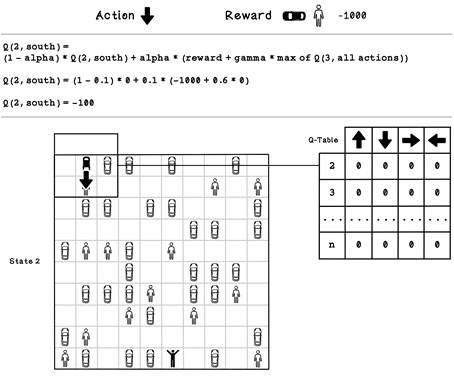 Action Reward -1000
Q(2, south) =
(1 - alpha) * Q(2, south) + alpha * (reward + gamma * max of Q(3, all actions))
Q(2, south) = (1 - 0.1) * 0 + 0.1 * (-1000 + 0.6 * 0)
Q(2, south) = -100
Q-Table
2 0 0 0 0
3 0 0 0 0
... ... ... ... ...
n 0 0 0 0
State 2